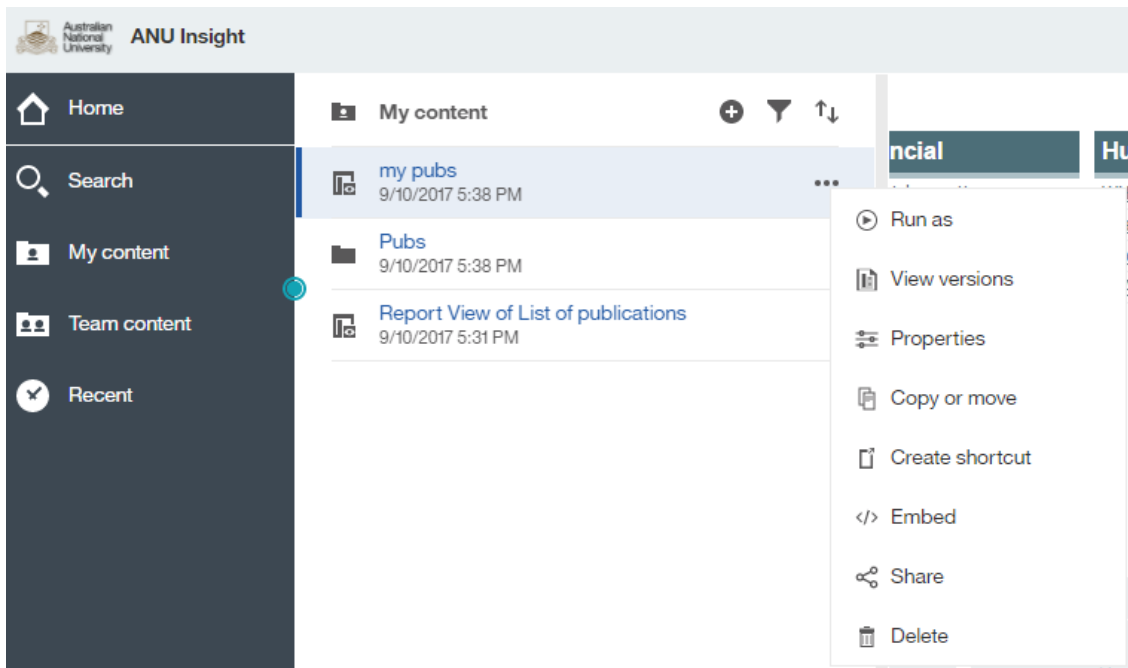 Australian
National
University
ANU Insight
Home
Search
My content
Team content
Recent
My content
my pubs
9/10/2017 5:38 PM
Pubs
9/10/2017 5:38 PM
Report View of List of publications
9/10/2017 5:31 PM
ncial
Hu
Run as
View versions
Properties
Copy or move
Create shortcut
Embed
Share
Delete